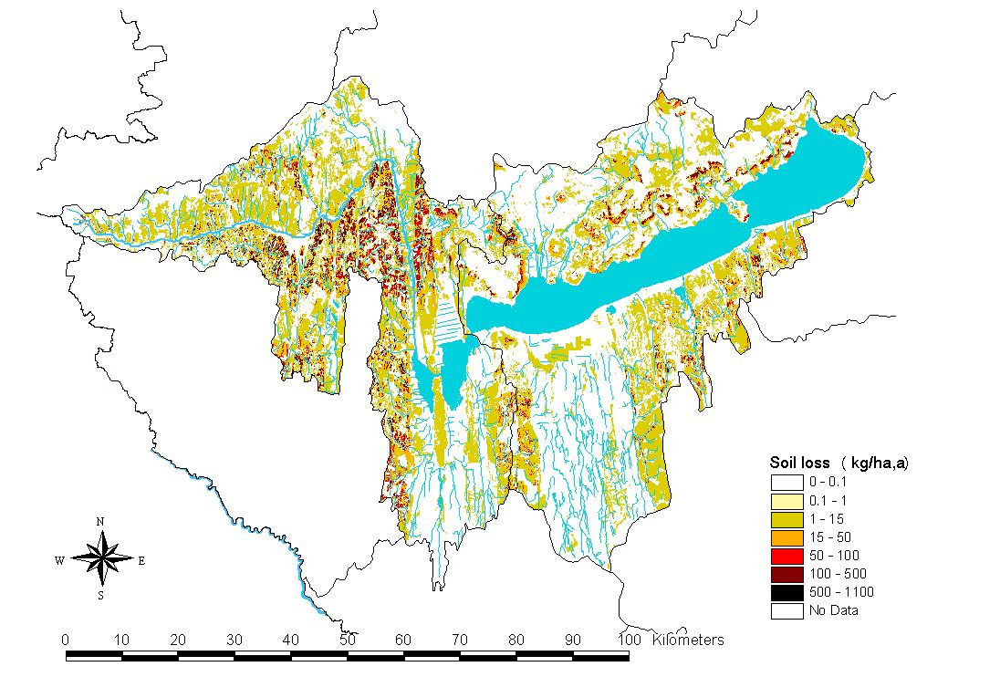 Soil loss ( kg/ha,a)
0 - 0.1
0.1 - 1
1 - 15
15 - 50
50 - 100
100 - 500
500 - 1100
No Data
N
W E
S
0 10 20 30 40 50 60 70 80 90 100 Kilometers